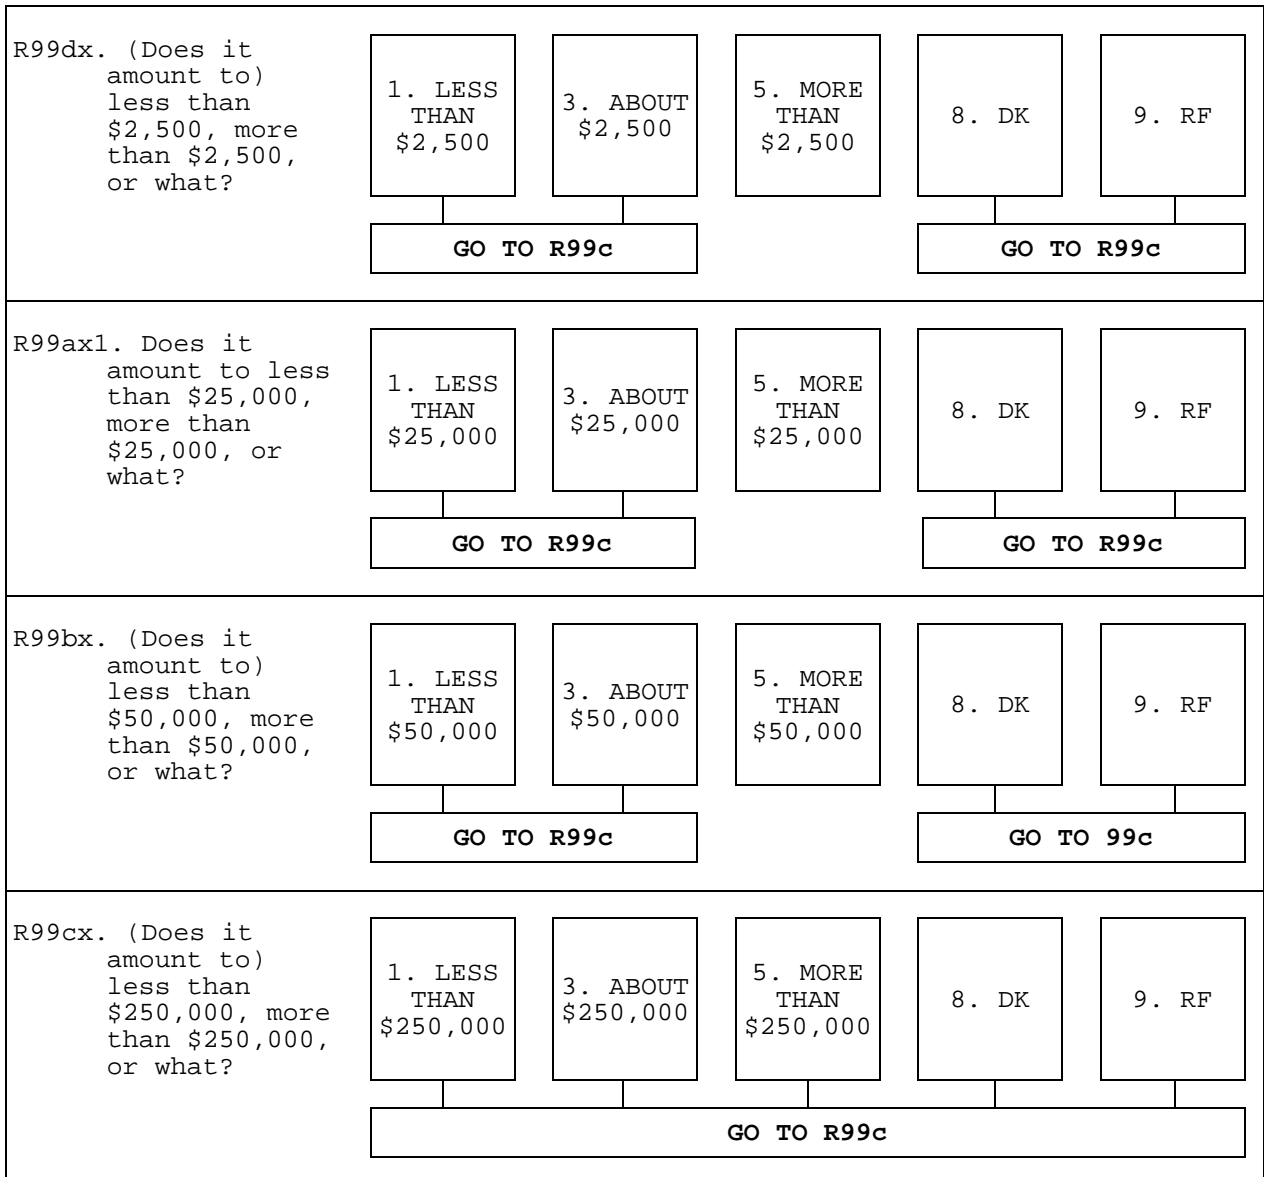 R99dx. (Does it
amount to)
less than
$2,500, more
than $2,500,
or what?
1. LESS
THAN
$2,500
3. ABOUT
$2,500
5. MORE
THAN
$2,500
8. DK
9. RF
GO TO R99c
GO TO R99c
R99ax1. Does it
amount to less
than $25,000,
more than
$25,000, or
what?
1. LESS
THAN
$25,000
3. ABOUT
$25,000
5. MORE
THAN
$25,000
8. DK
9. RF
GO TO R99c
GO TO R99c
R99bx. (Does it
amount to)
less than
$50,000, more
than $50,000,
or what?
1. LESS
THAN
$50,000
3. ABOUT
$50,000
5. MORE
THAN
$50,000
8. DK
9. RF
GO TO R99c
GO TO 99c
R99cx. (Does it
amount to)
less than
$250,000, more
than $250,000,
or what?
1. LESS
THAN
$250,000
3. ABOUT
$250,000
5. MORE
THAN
$250,000
8. DK
9. RF
GO TO R99c